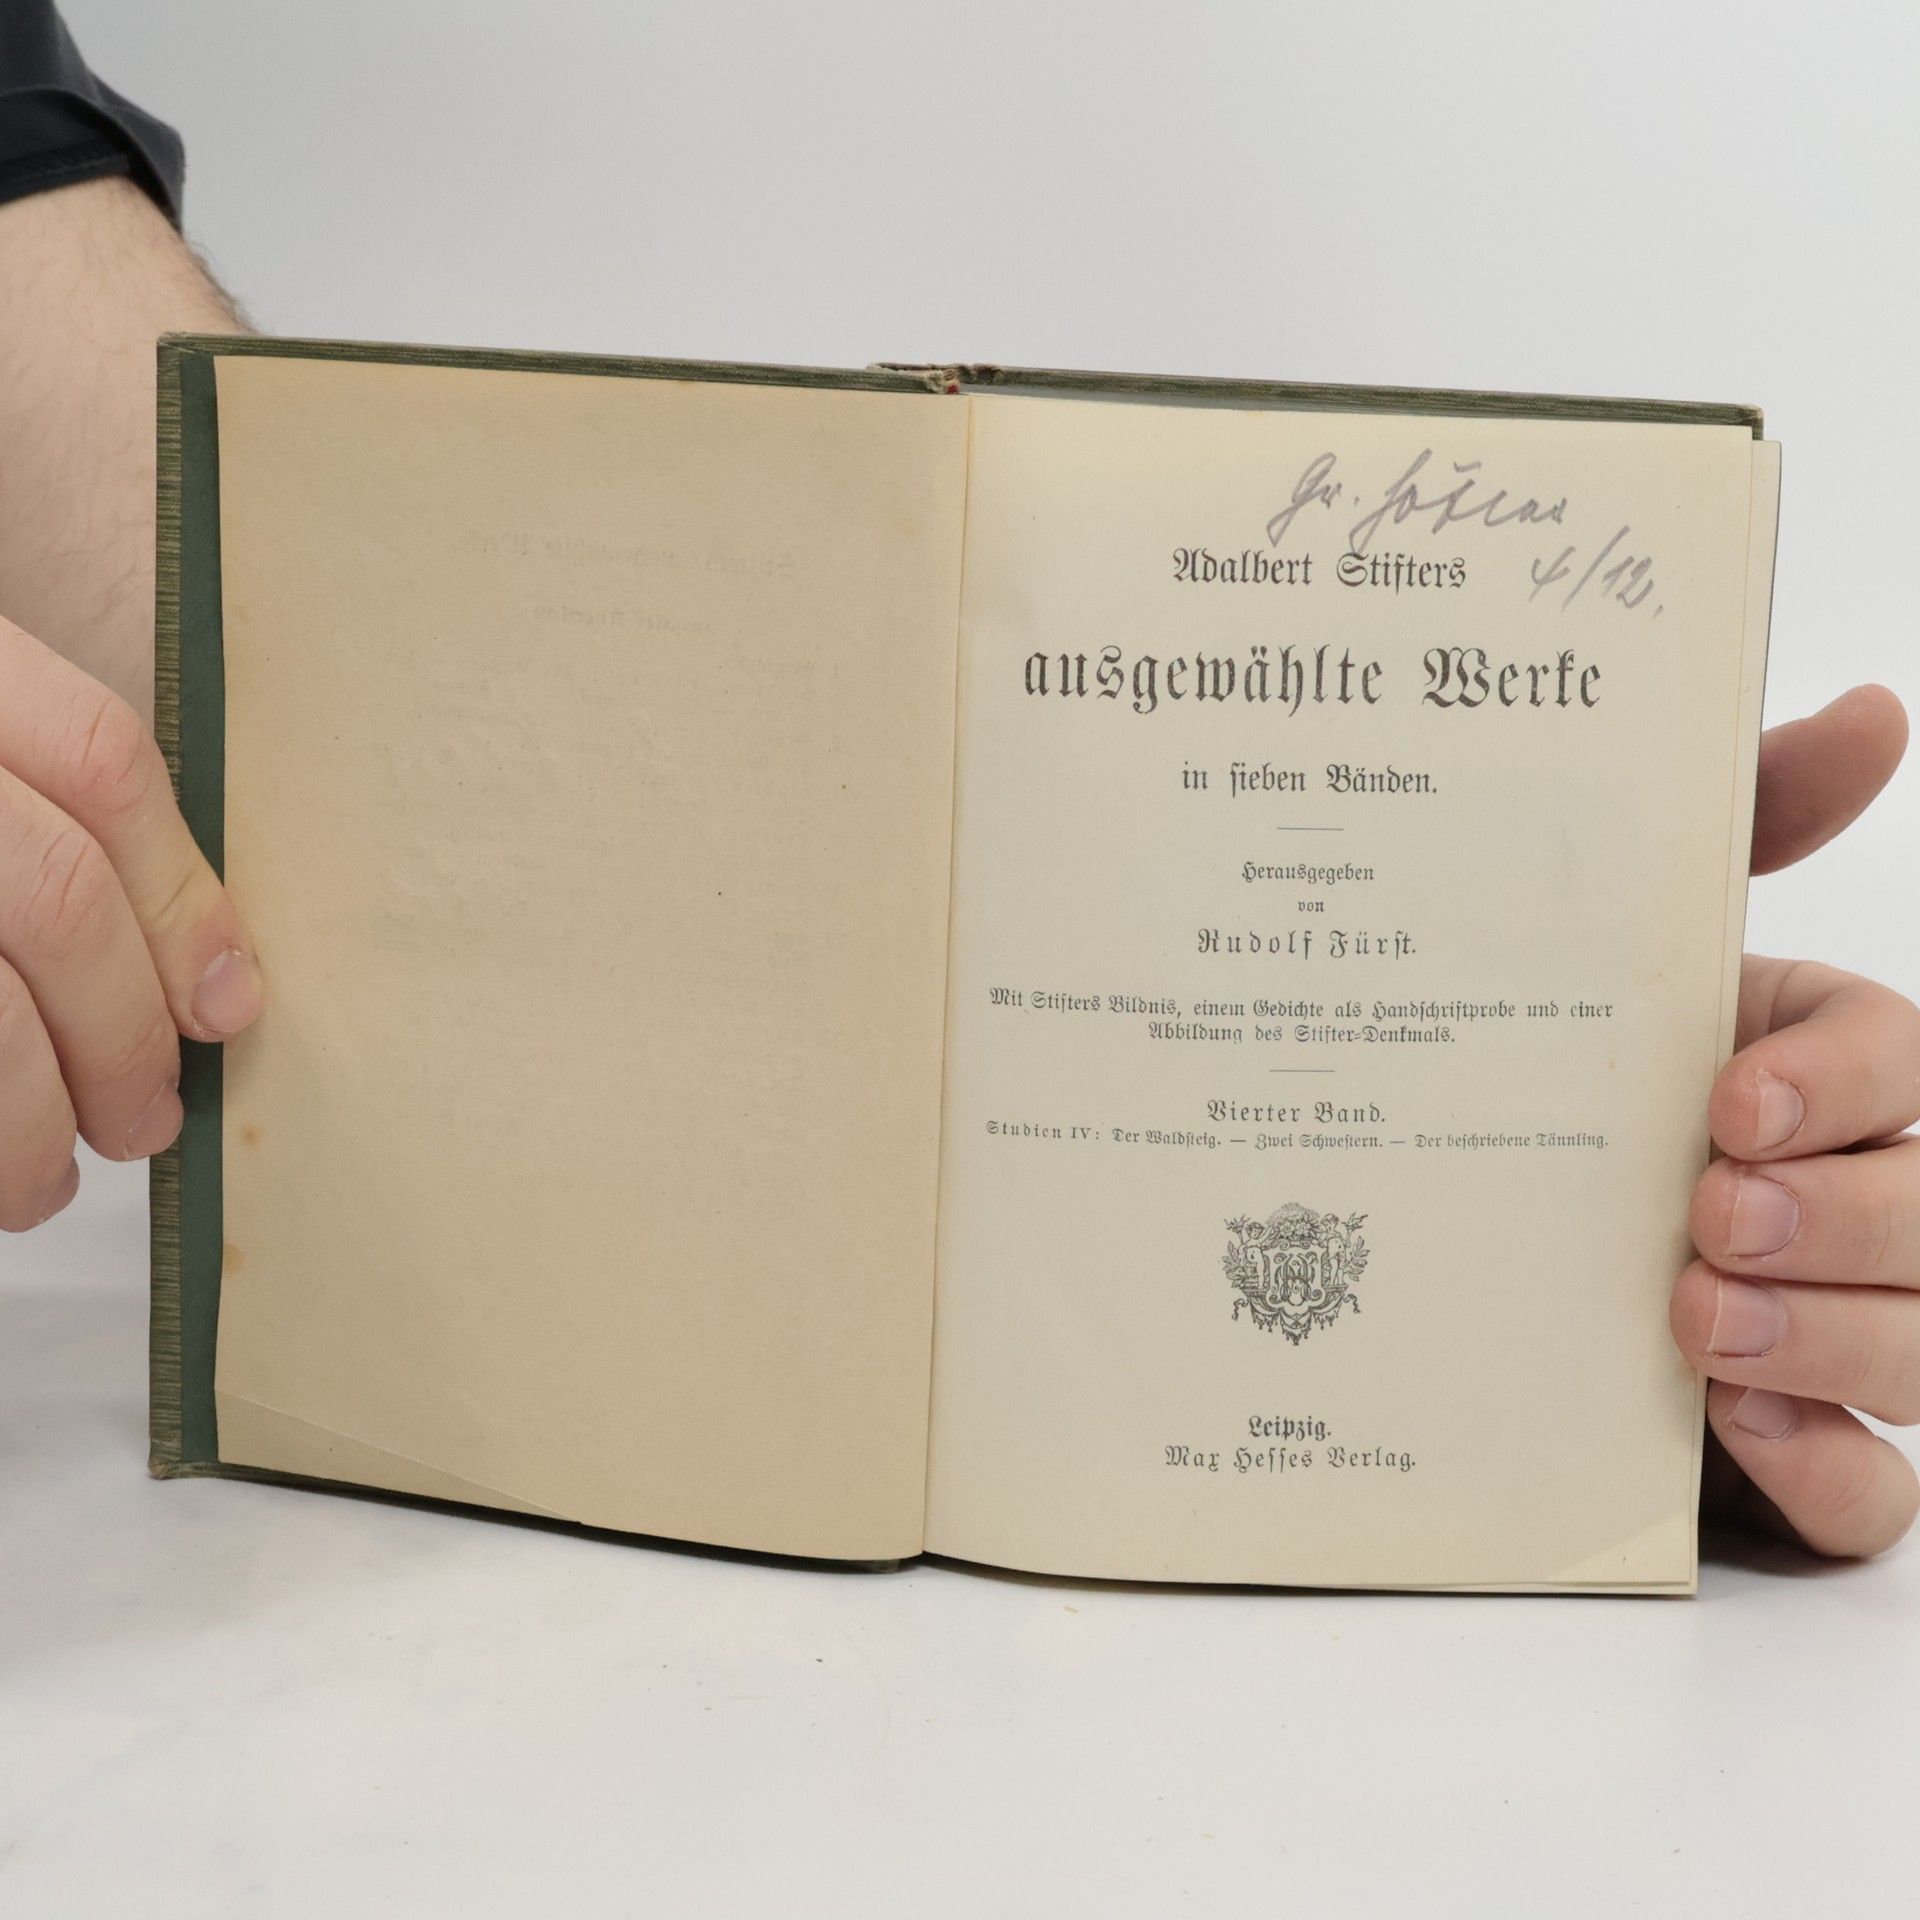 4/12.
Adalbert Stifters
ausgewählte Werke
in sieben Bänden.
Herausgegeben
von
Rudolf Fürst.
Mit Stifters Bildnis, einem Gedichte als Handschriftprobe und einer
Abbildung des Stifter-Denkmals.
Vierter Band.
Studien IV: Der Waldsteig. — Zwei Schwestern. — Der beschriebene Tännling.
Leipzig.
Max Hesses Verlag.